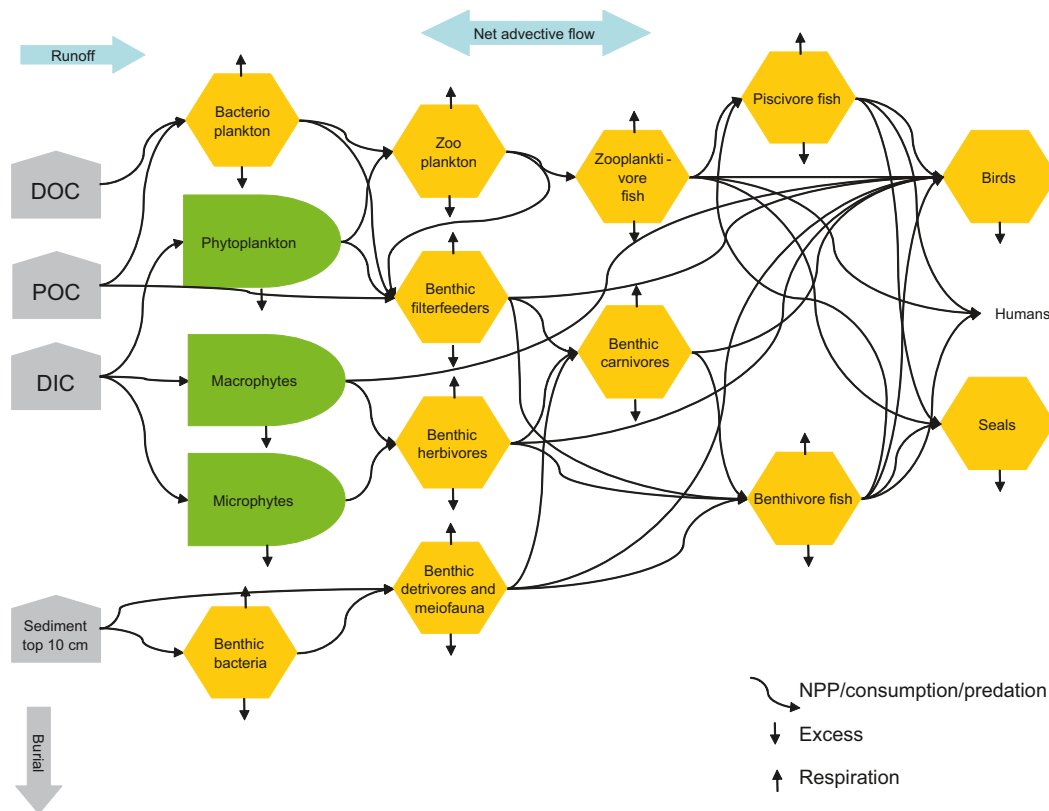 Runoff
Net advective flow
Bacterio
plankton
Zoo
plankton
Zooplankti -
vore
fish
Piscivore fish
Birds
DOC
Phytoplankton
POC
Benthic
filterfeeders
Humans
DIC
Macrophytes
Benthic
carnivores
Benthic
herbivores
Seals
Microphytes
Benthivore fish
Benthic
detrivores and
meiofauna
Sediment
top 10 cm
Benthic
bacteria
Burial
NPP/consumption/predation
Excess
Respiration